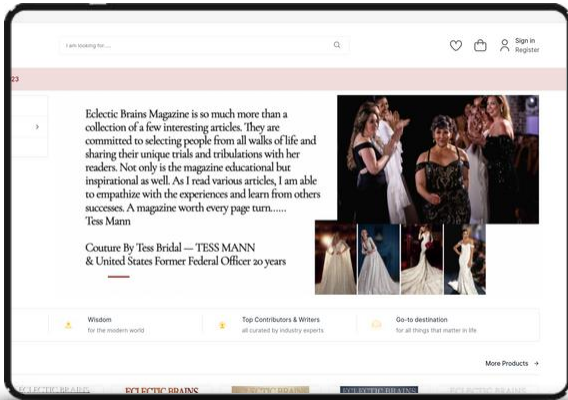 I am looking for....
Sign in
Register
23
Eclectic Brains Magazine is so much more than a
collection of a few interesting articles. They are
committed to selecting people from all walks of life and
sharing their unique trials and tribulations with her
readers. Not only is the magazine educational but
inspirational as well. As I read various articles, I am able
to empathize with the experiences and learn from others
successes. A magazine worth every page turn......
Tess Mann
Couture By Tess Bridal — TESS MANN
& United States Former Federal Officer 20 years
Wisdom
for the modern world
Top Contributors & Writers
all curated by industry experts
Go-to destination
for all things that matter in life
More Products →
ECLECTIC BRAINS
ECLECTIC BRAINS
ECLECTIC BRAINS
ECLECTIC BRAINS
ECLECTIC BRAINS